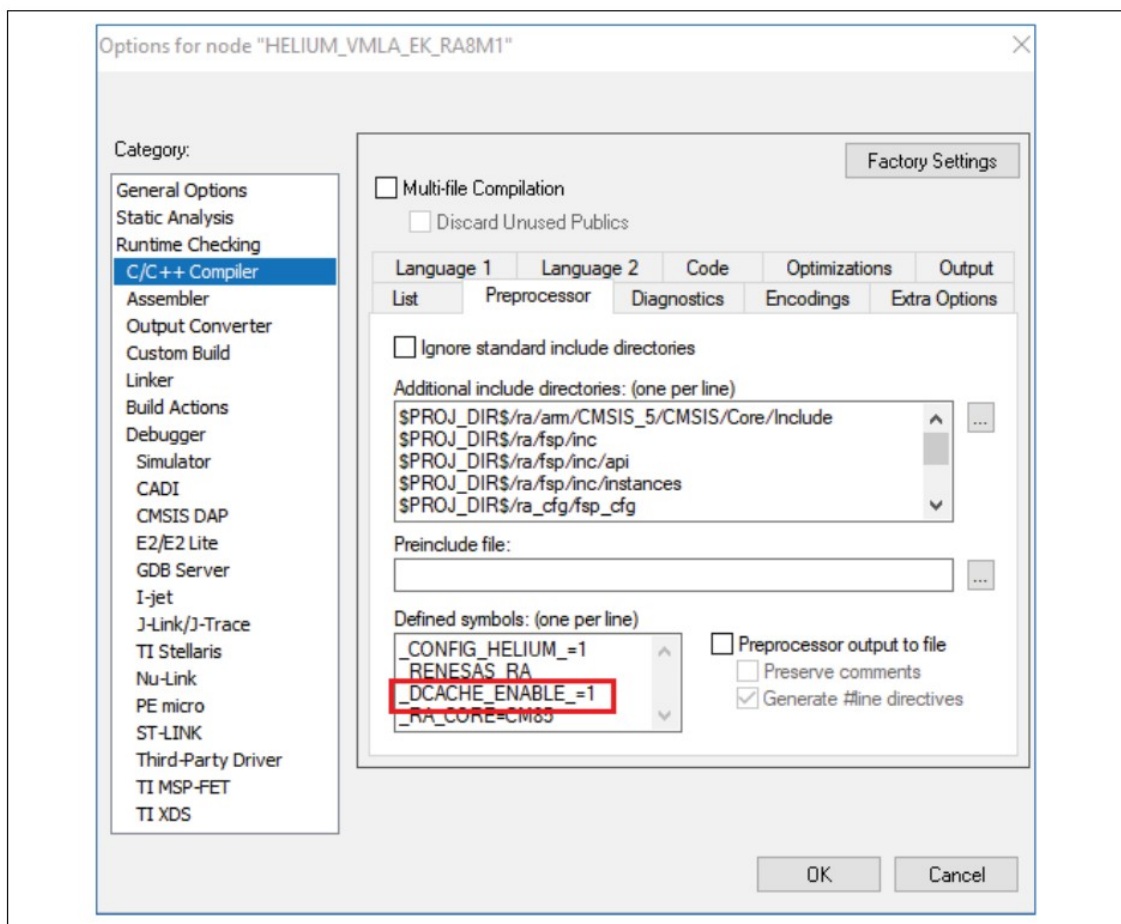 Options for node "HELIUM_VMLA_EK_RA8M1"
Category:
General Options
Static Analysis
Runtime Checking
C/C++ Compiler
Assembler
Output Converter
Custom Build
Linker
Build Actions
Debugger
Simulator
CADI
CMSIS DAP
E2/E2 Lite
GDB Server
I-jet
J-Link/J-Trace
TI Stellaris
Nu-Link
PE micro
ST-LINK
Third-Party Driver
TI MSP-FET
TI XDS
Factory Settings
Multi-file Compilation
Discard Unused Publics
Language 1 Language 2 Code Optimizations Output
List Preprocessor Diagnostics Encodings Extra Options
Ignore standard include directories
Additional include directories: (one per line)
$PROJ_DIR$/ra/arm/CMSIS_5/CMSIS/Core/Include
$PROJ_DIR$/ra/fsp/inc
$PROJ_DIR$/ra/fsp/inc/api
$PROJ_DIR$/ra/fsp/inc/instances
$PROJ_DIR$/ra_cfg/fsp_cfg
...
Preinclude file:
...
Defined symbols: (one per line)
_CONFIG_HELIUM_=1
_RENESAS_RA_
_DCACHE_ENABLE_=1
_RA_CORE=CM85
Preprocessor output to file
Preserve comments
Generate #line directives
OK Cancel